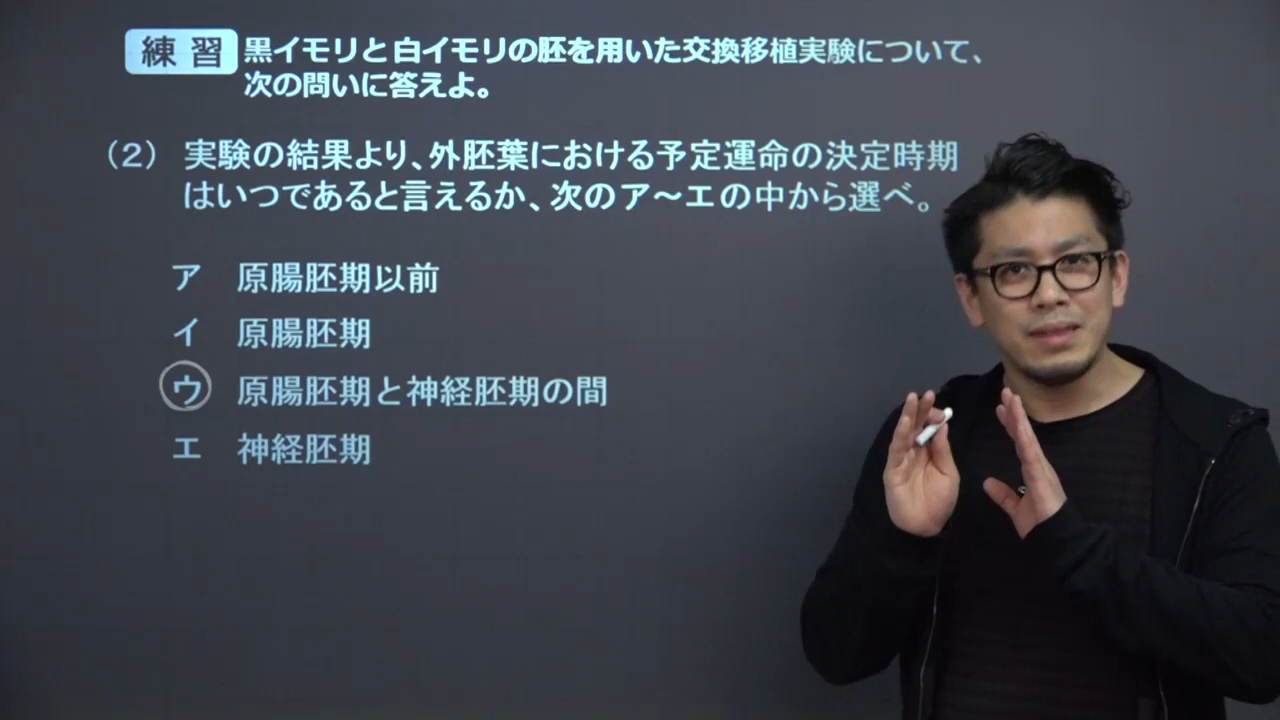 練習 黒イモリと白イモリの胚を用いた交換移植実験について、
次の問いに答えよ。
（2） 実験の結果より、外胚葉における予定運命の決定時期
はいつであると言えるか、次のア～エの中から選べ。
ア 原腸胚期以前
イ 原腸胚期
ウ 原腸胚期と神経胚期の間
エ 神経胚期